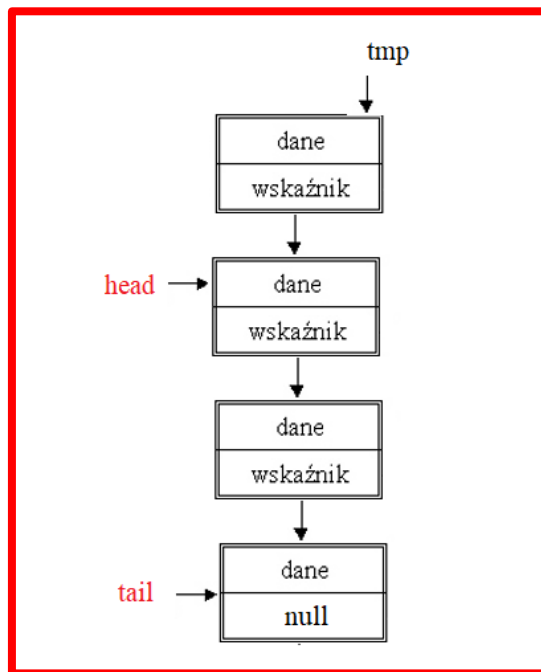 tmp
dane
wskaźnik
head
dane
wskaźnik
dane
wskaźnik
dane
tail
null